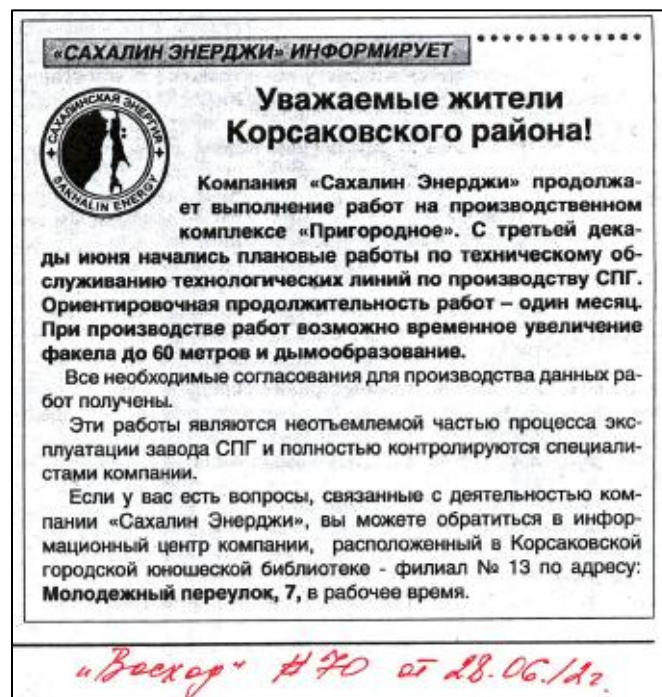 «САХАЛИН ЭНЕРДЖИ» ИНФОРМИРУЕТ
САХАЛИНСКАЯ ЭНЕРГИЯ
SAKHALIN ENERGY
Уважаемые жители
Корсаковского района!
Компания «Сахалин Энерджи» продолжа-
ет выполнение работ на производственном
комплексе «Пригородное». С третьей дека-
ды июня начались плановые работы по техническому об-
служиванию технологических линий по производству СПГ.
Ориентировочная продолжительность работ – один месяц.
При производстве работ возможно временное увеличение
факела до 60 метров и дымообразование.
Все необходимые согласования для производства данных ра-
бот получены.
Эти работы являются неотъемлемой частью процесса экс-
плуатации завода СПГ и полностью контролируются специали-
стами компании.
Если у вас есть вопросы, связанные с деятельностью ком-
пании «Сахалин Энерджи», вы можете обратиться в инфор-
мационный центр компании, расположенный в Корсаковской
городской юношеской библиотеке - филиал № 13 по адресу:
Молодежный переулок, 7, в рабочее время.
"Восход" #70 от 28.06.12г